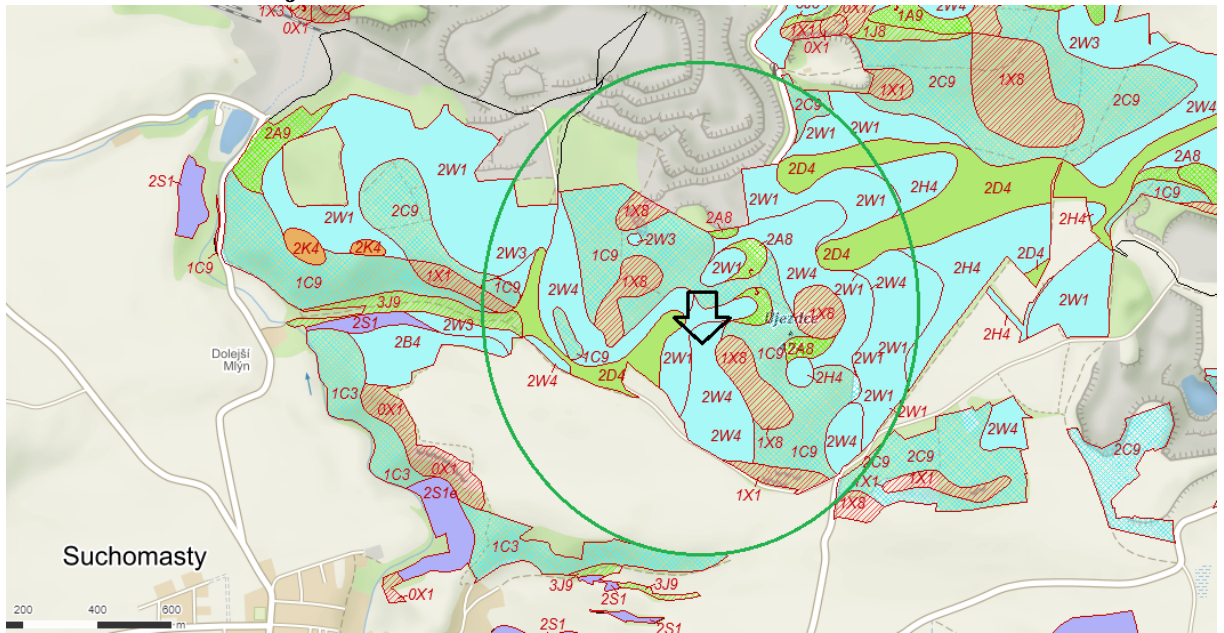 1X3
0X1
0X1
1X1
0X1
1A9
1J8
2W4
2W3
2C9
1X1
1X8
2C9
2C9
2W4
2A9
2W1
2W1
2W1
2W1
2D4
2W1
2H4
2D4
2A8
1C9
2S1
2C9
1X8
2A8
2W1
2H4
2W1
2W3
2A8
2W3
2W1
2W4
2D4
2H4
2D4
2K4
2K4
1C9
1C9
1C9
1X1
1C9
2W4
1X8
2W1
2W1
3J9
2S1
2W3
1X8
Újezdce
2H4
2B4
Dolejší
Mlýn
1C9
2W1
1X8
1C9
2A8
2W1
2W1
2W4
2D4
2H4
2W1
1C3
2W4
2W1
0X1
2W4
1X8
2W4
2W4
1C9
2C9
2C9
2C9
1C3
0X1
1X1
1X1
1X1
2S1e
1X8
Suchomasty
1C3
1C3
0X1
3J9
3J9
2S1
2S1
2S1
200
400
600
m